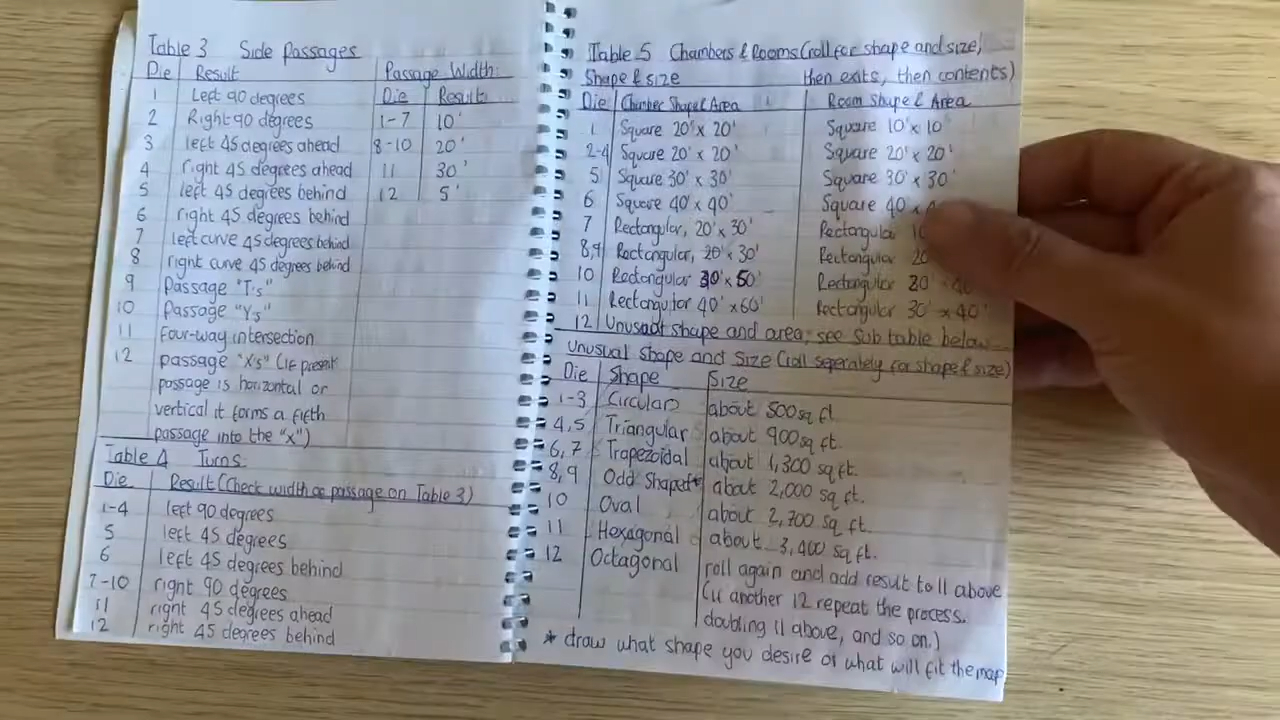 Table 3 Side Passages
Die Result Passage Width:
1 Left 90 degrees Die Result
2 Right 90 degrees 1-7 10'
3 left 45 degrees ahead 8-10 20'
4 right 45 degrees ahead 11 30'
5 left 45 degrees behind 12 5'
6 right 45 degrees behind
7 left curve 45 degrees behind
8 right curve 45 degrees behind
9 Passage "T's"
10 Passage "Y's"
11 four-way intersection
12 passage "X's" (if present
passage is horizontal or
vertical it forms a fifth
passage into the "x")
Table 4 Turns:
Die Result (Check width of passage on Table 3)
1-4 left 90 degrees
5 left 45 degrees
6 left 45 degrees behind
7-10 right 90 degrees
11 right 45 degrees ahead
12 right 45 degrees behind
Table 5 Chambers & Rooms (roll for shape and size,
Shape & size then exits, then contents)
Die Chamber Shape & Area Room Shape & Area
1 Square 20' x 20' Square 10' x 10'
2-4 Square 20' x 20' Square 20' x 20'
5 Square 30' x 30' Square 30' x 30'
6 Square 40' x 40' Square 40 x
7 Rectangular, 20' x 30' Rectangular
8,9 Rectangular, 20' x 30' Rectangular
10 Rectangular 30' x 50' Rectangular
11 Rectangular 40' x 60' Rectangular 30' x 40'
12 Unusual shape and area, see Sub table below
Unusual Shape and Size (roll seperately for shape & size)
Die Shape Size
1-3 Circular about 500 sq ft.
4,5 Triangular about 900 sq ft.
6,7 Trapezoidal about 1,300 sq ft.
8,9 Odd Shaped* about 2,000 sq ft.
10 Oval about 2,700 sq ft.
11 Hexagonal about 3,400 sq ft.
12 Octagonal roll again and add result to 11 above
another 12 repeat the process.
doubling 11 above, and so on.)
* draw what shape you desire or what will fit the map